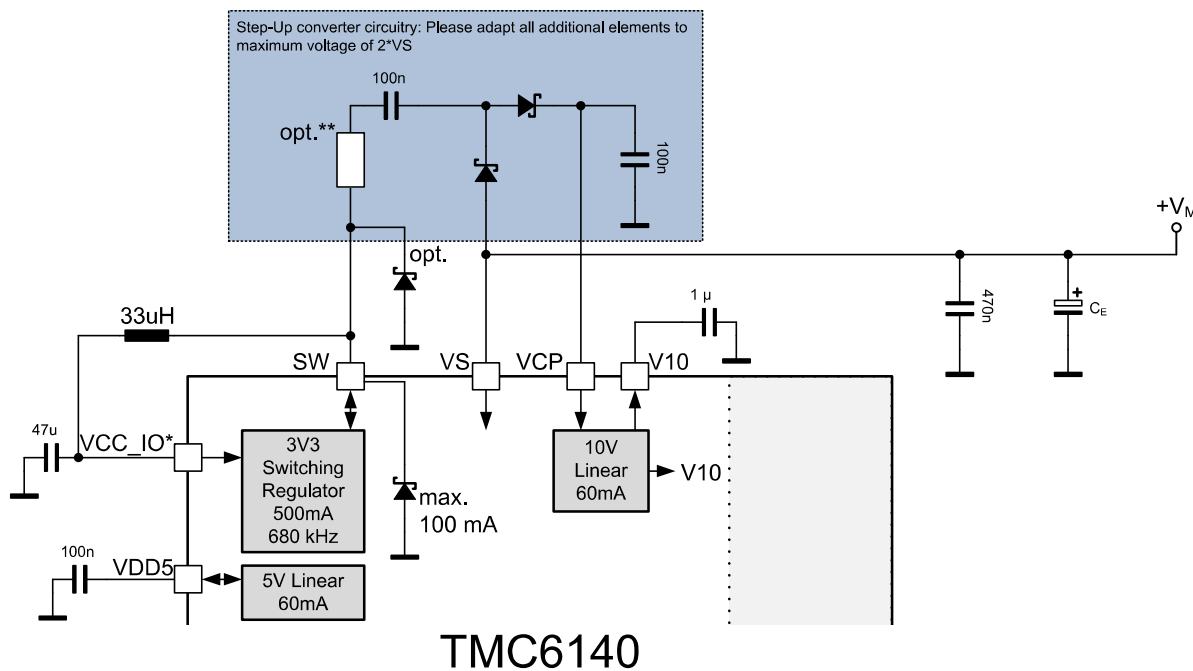 Step-Up converter circuitry: Please adapt all additional elements to
maximum voltage of 2*VS
100n
opt.**
100n
opt.
+VM
33uH
1 µ
470n
+
CE
SW
VS
VCP
V10
47u
VCC_IO*
3V3
Switching
Regulator
500mA
680 kHz
max.
100 mA
10V
Linear
60mA
V10
100n
VDD5
5V Linear
60mA
TMC6140